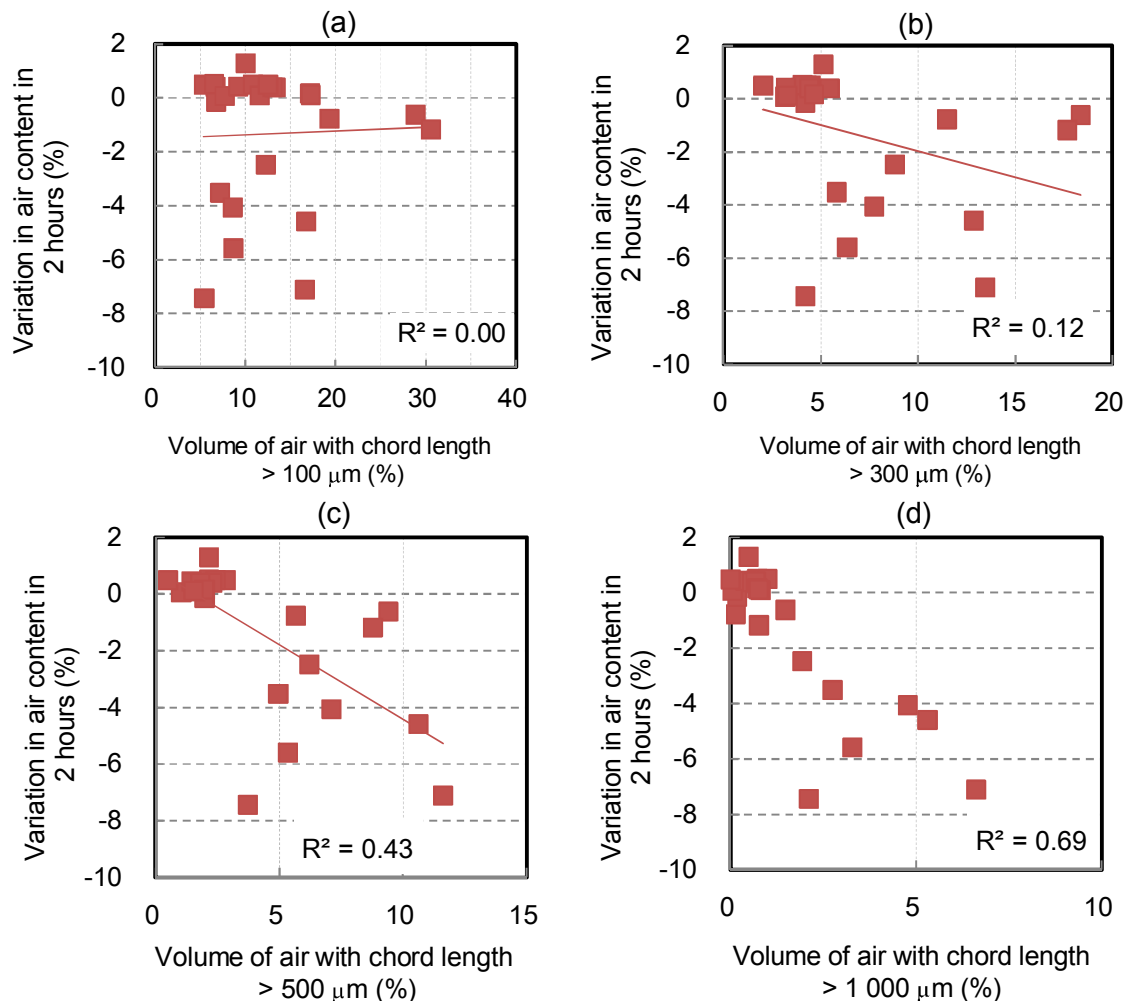 (a)
Variation in air content in
2 hours (%)
2
0
-2
-4
-6
-8
-10
R² = 0.00
0 10 20 30 40
Volume of air with chord length
> 100 μm (%)
(b)
Variation in air content in
2 hours (%)
2
0
-2
-4
-6
-8
-10
R² = 0.12
0 5 10 15 20
Volume of air with chord length
> 300 μm (%)
(c)
Variation in air content in
2 hours (%)
2
0
-2
-4
-6
-8
-10
R² = 0.43
0 5 10 15
Volume of air with chord length
> 500 μm (%)
(d)
Variation in air content in
2 hours (%)
2
0
-2
-4
-6
-8
-10
R² = 0.69
0 5 10
Volume of air with chord length
> 1 000 μm (%)